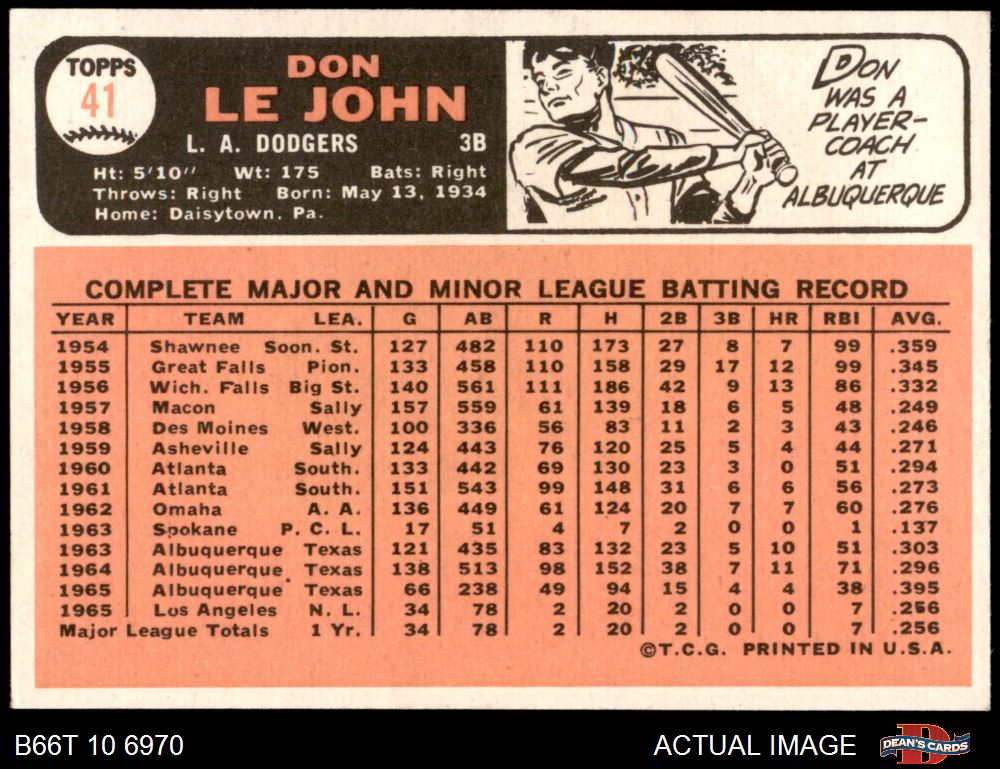 TOPPS
41
DON
LE JOHN
L. A. DODGERS 3B
Ht: 5'10" Wt: 175 Bats: Right
Throws: Right Born: May 13, 1934
Home: Daisytown, Pa.
DON
WAS A
PLAYER-
COACH
AT
ALBUQUERQUE
COMPLETE MAJOR AND MINOR LEAGUE BATTING RECORD
YEAR TEAM LEA. G AB R H 2B 3B HR RBI AVG.
1954 Shawnee Soon. St. 127 482 110 173 27 8 7 99 .359
1955 Great Falls Pion. 133 458 110 158 29 17 12 99 .345
1956 Wich. Falls Big St. 140 561 111 186 42 9 13 86 .332
1957 Macon Sally 157 559 61 139 18 6 5 48 .249
1958 Des Moines West. 100 336 56 83 11 2 3 43 .246
1959 Asheville Sally 124 443 76 120 25 5 4 44 .271
1960 Atlanta South. 133 442 69 130 23 3 0 51 .294
1961 Atlanta South. 151 543 99 148 31 6 6 56 .273
1962 Omaha A. A. 136 449 61 124 20 7 7 60 .276
1963 Spokane P. C. L. 17 51 4 7 2 0 0 1 .137
1963 Albuquerque Texas 121 435 83 132 23 5 10 51 .303
1964 Albuquerque Texas 138 513 98 152 38 7 11 71 .296
1965 Albuquerque Texas 66 238 49 94 15 4 4 38 .395
1965 Los Angeles N. L. 34 78 2 20 2 0 0 7 .256
Major League Totals 1 Yr. 34 78 2 20 2 0 0 7 .256
©T.C.G. PRINTED IN U.S.A.
B66T 10 6970 ACTUAL IMAGE DEAN'S CARDS